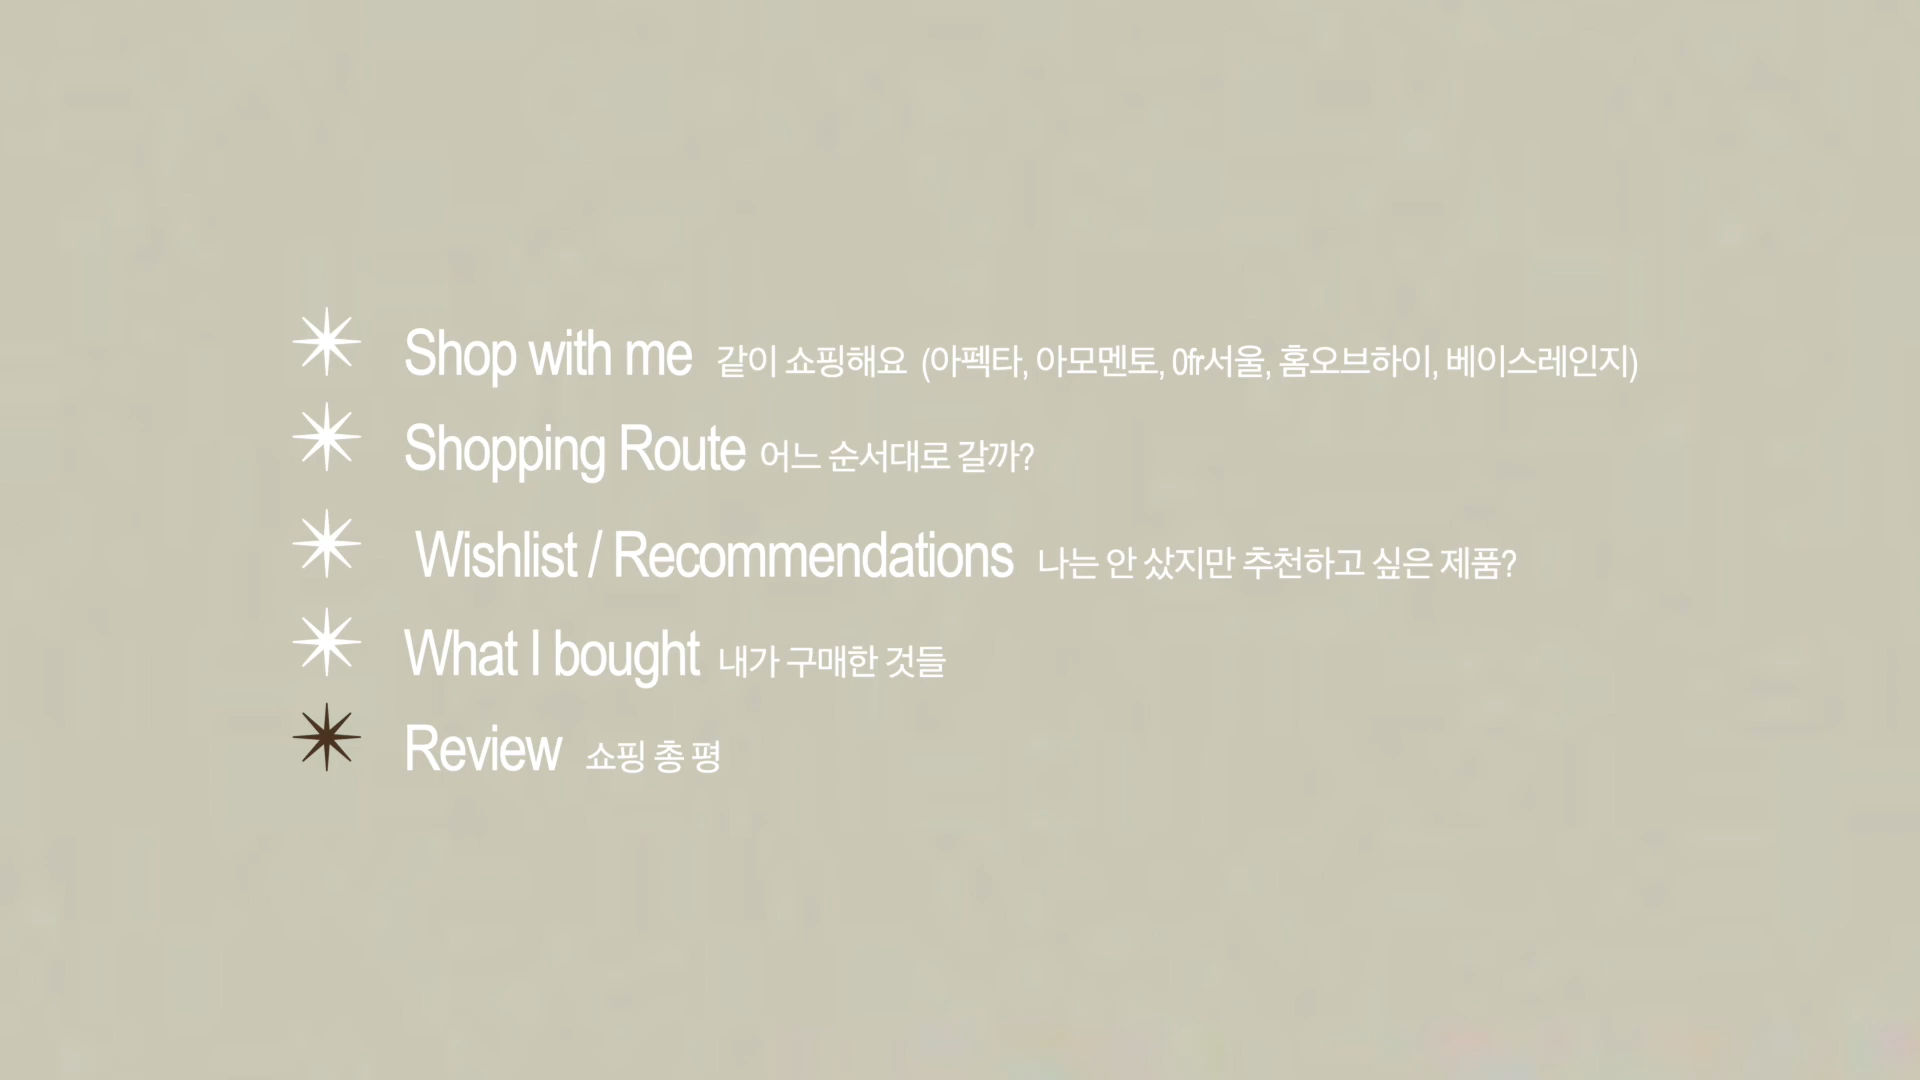 Shop with me 같이 쇼핑해요 (아펙타, 아모멘토, 0fr서울, 홈오브하이, 베이스레인지)
Shopping Route 어느 순서대로 갈까?
Wishlist / Recommendations 나는 안 샀지만 추천하고 싶은 제품?
What I bought 내가 구매한 것들
Review 쇼핑 총 평